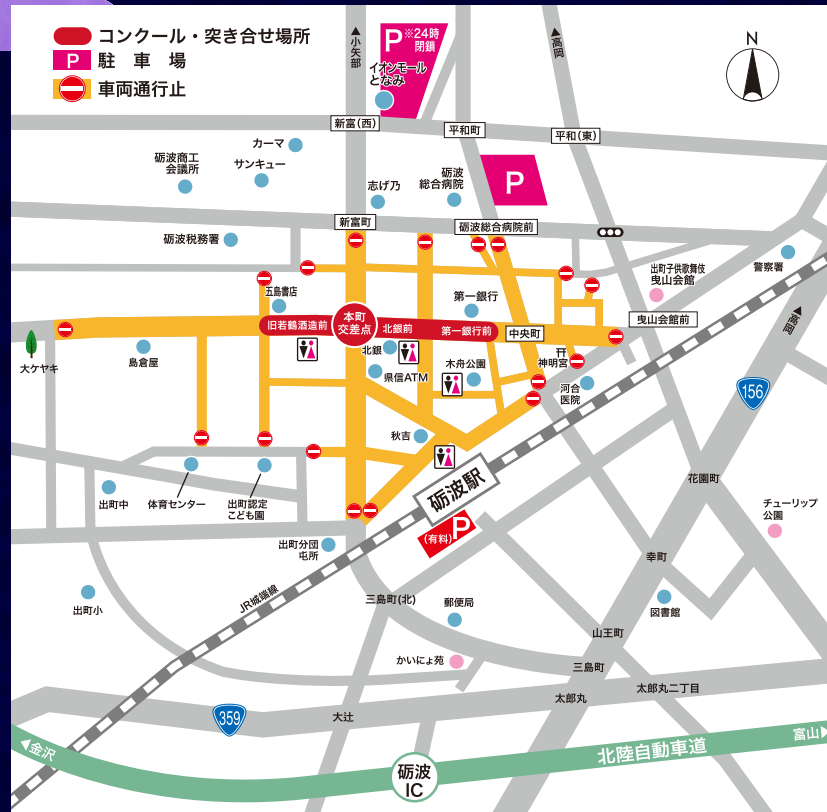 コンクール・突き合せ場所
P 駐車場
車両通行止
▲小矢部
P ※24時
閉鎖
イオンモール
となみ
▲高岡
N
新富(西)
平和町
平和(東)
カーマ
砺波商工
会議所
サンキュー
志げ乃
砺波
総合病院
P
新富町
砺波総合病院前
砺波税務署
警察署
出町子供歌舞伎
曳山会館
五島書店
第一銀行
旧若鶴酒造前
本町
交差点
北銀前
第一銀行前
中央町
曳山会館前
▲高岡
大ケヤキ
島倉屋
北銀
県信ATM
木舟公園
神明宮
河合
医院
156
秋吉
砺波駅
(有料)P
花園町
出町中
体育センター
出町認定
こども園
チューリップ
公園
出町分団
屯所
幸町
JR城端線
出町小
三島町(北)
郵便局
図書館
山王町
かいにょ苑
三島町
太郎丸
太郎丸二丁目
359
大辻
◀金沢
砺波
IC
北陸自動車道
富山▶